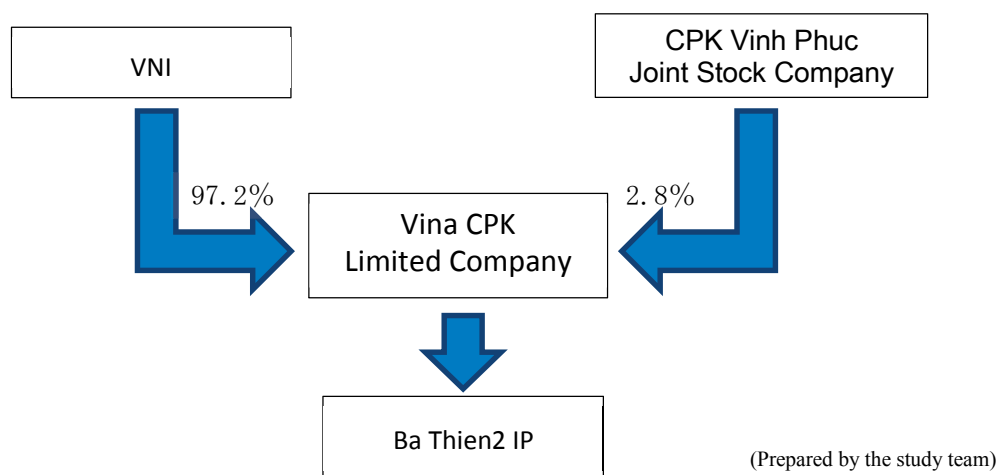 VNI
CPK Vinh Phuc
Joint Stock Company
97.2%
2.8%
Vina CPK
Limited Company
Ba Thien2 IP
(Prepared by the study team)